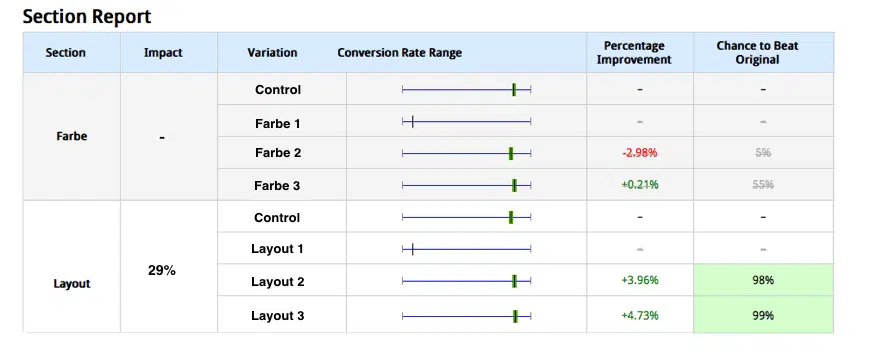 Section Report
Section Impact Variation Conversion Rate Range Percentage Improvement Chance to Beat Original
Farbe - Control - -
Farbe 1 - -
Farbe 2 -2.98% 5%
Farbe 3 +0.21% 55%
Layout 29% Control - -
Layout 1 - -
Layout 2 +3.96% 98%
Layout 3 +4.73% 99%